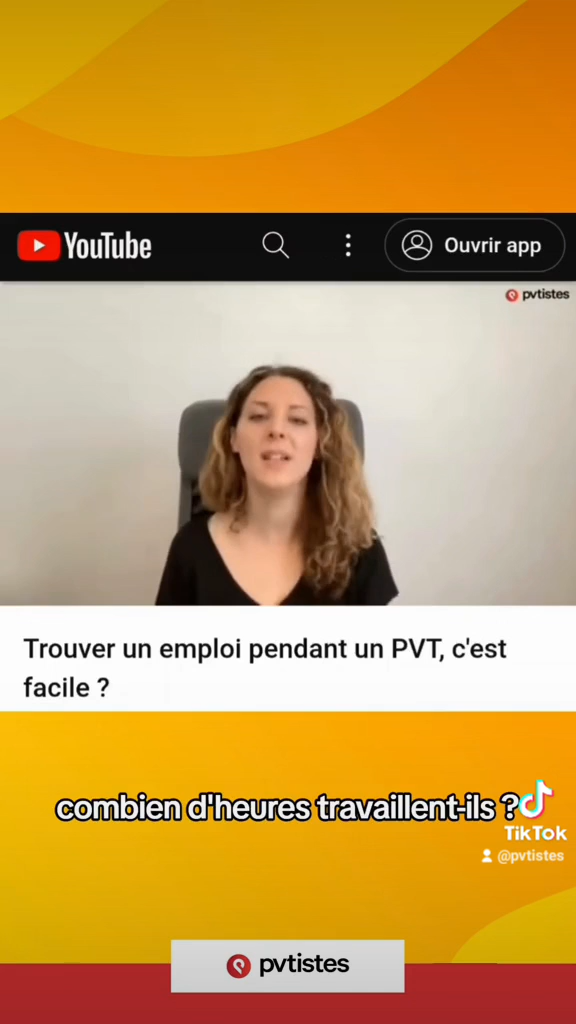 YouTube
Ouvrir app
pvtistes
Trouver un emploi pendant un PVT, c'est
facile ?
combien d'heures travaillent-ils ?
TikTok
@pvtistes
pvtistes